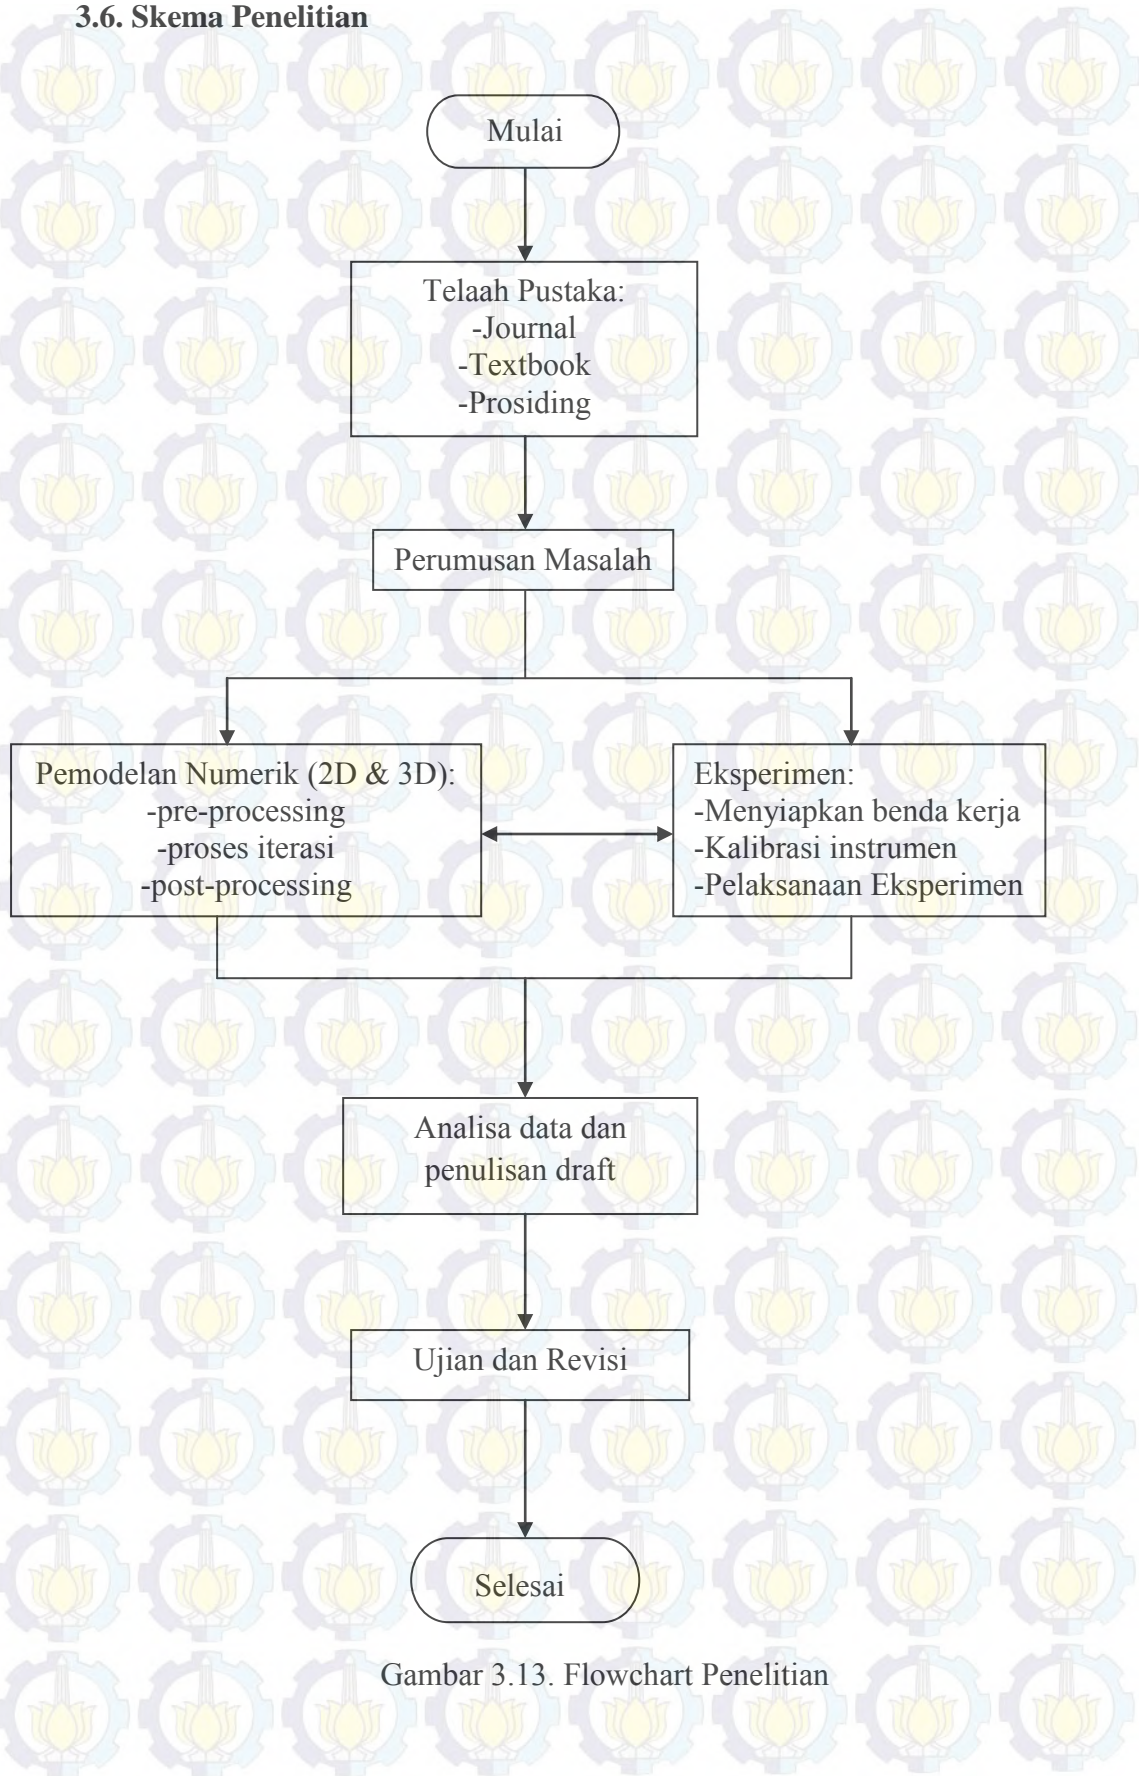 3.6. Skema Penelitian
Mulai
Telaah Pustaka:
-Journal
-Textbook
-Prosiding
Perumusan Masalah
Pemodelan Numerik (2D & 3D):
-pre-processing
-proses iterasi
-post-processing
Eksperimen:
-Menyiapkan benda kerja
-Kalibrasi instrumen
-Pelaksanaan Eksperimen
Analisa data dan
penulisan draft
Ujian dan Revisi
Selesai
Gambar 3.13. Flowchart Penelitian